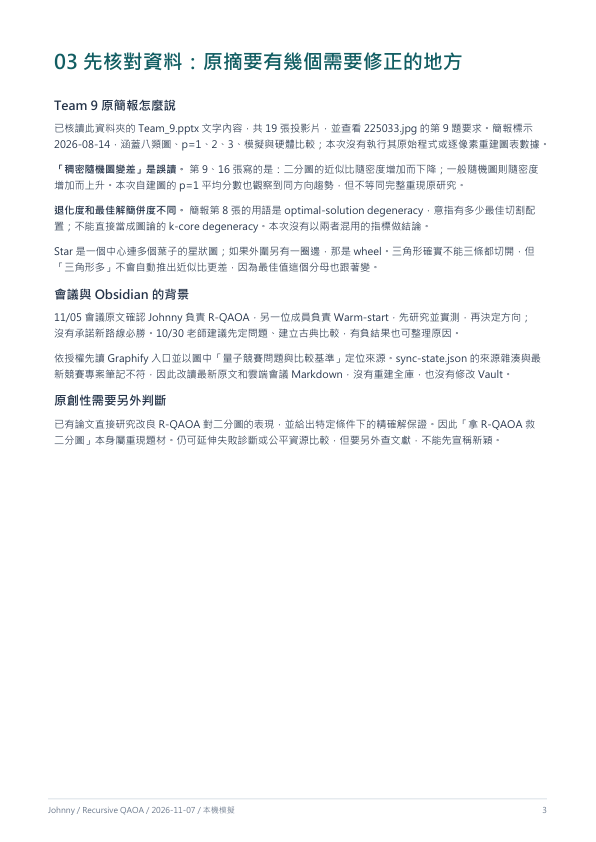 03 先核對資料：原摘要有幾個需要修正的地方
Team 9 原簡報怎麼說
已核讀此資料夾的 Team_9.pptx 文字內容，共 19 張投影片，並查看 225033.jpg 的第 9 題要求。簡報標示
2026-08-14，涵蓋八類圖、p=1、2、3、模擬與硬體比較；本次沒有執行其原始程式或逐像素重建圖表數據。
「稠密隨機圖變差」是誤讀。 第 9、16 張寫的是：二分圖的近似比隨密度增加而下降；一般隨機圖則隨密度
增加而上升。本次自建圖的 p=1 平均分數也觀察到同方向趨勢，但不等同完整重現原研究。
退化度和最佳解簡併度不同。 簡報第 8 張的用語是 optimal-solution degeneracy，意指有多少最佳切割配
置；不能直接當成圖論的 k-core degeneracy。本次沒有以兩者混用的指標做結論。
Star 是一個中心連多個葉子的星狀圖；如果外圍另有一圈邊，那是 wheel。三角形確實不能三條都切開，但
「三角形多」不會自動推出近似比更差，因為最佳值這個分母也跟著變。
會議與 Obsidian 的背景
11/05 會議原文確認 Johnny 負責 R-QAOA，另一位成員負責 Warm-start，先研究並實測，再決定方向；
沒有承諾新路線必勝。10/30 老師建議先定問題、建立古典比較，有負結果也可整理原因。
依授權先讀 Graphify 入口並以圖中「量子競賽問題與比較基準」定位來源。sync-state.json 的來源雜湊與最
新競賽專案筆記不符，因此改讀最新原文和雲端會議 Markdown，沒有重建全庫，也沒有修改 Vault。
原創性需要另外判斷
已有論文直接研究改良 R-QAOA 對二分圖的表現，並給出特定條件下的精確解保證。因此「拿 R-QAOA 救
二分圖」本身屬重現題材。仍可延伸失敗診斷或公平資源比較，但要另外查文獻，不能先宣稱新穎。
Johnny / Recursive QAOA / 2026-11-07 / 本機模擬
3